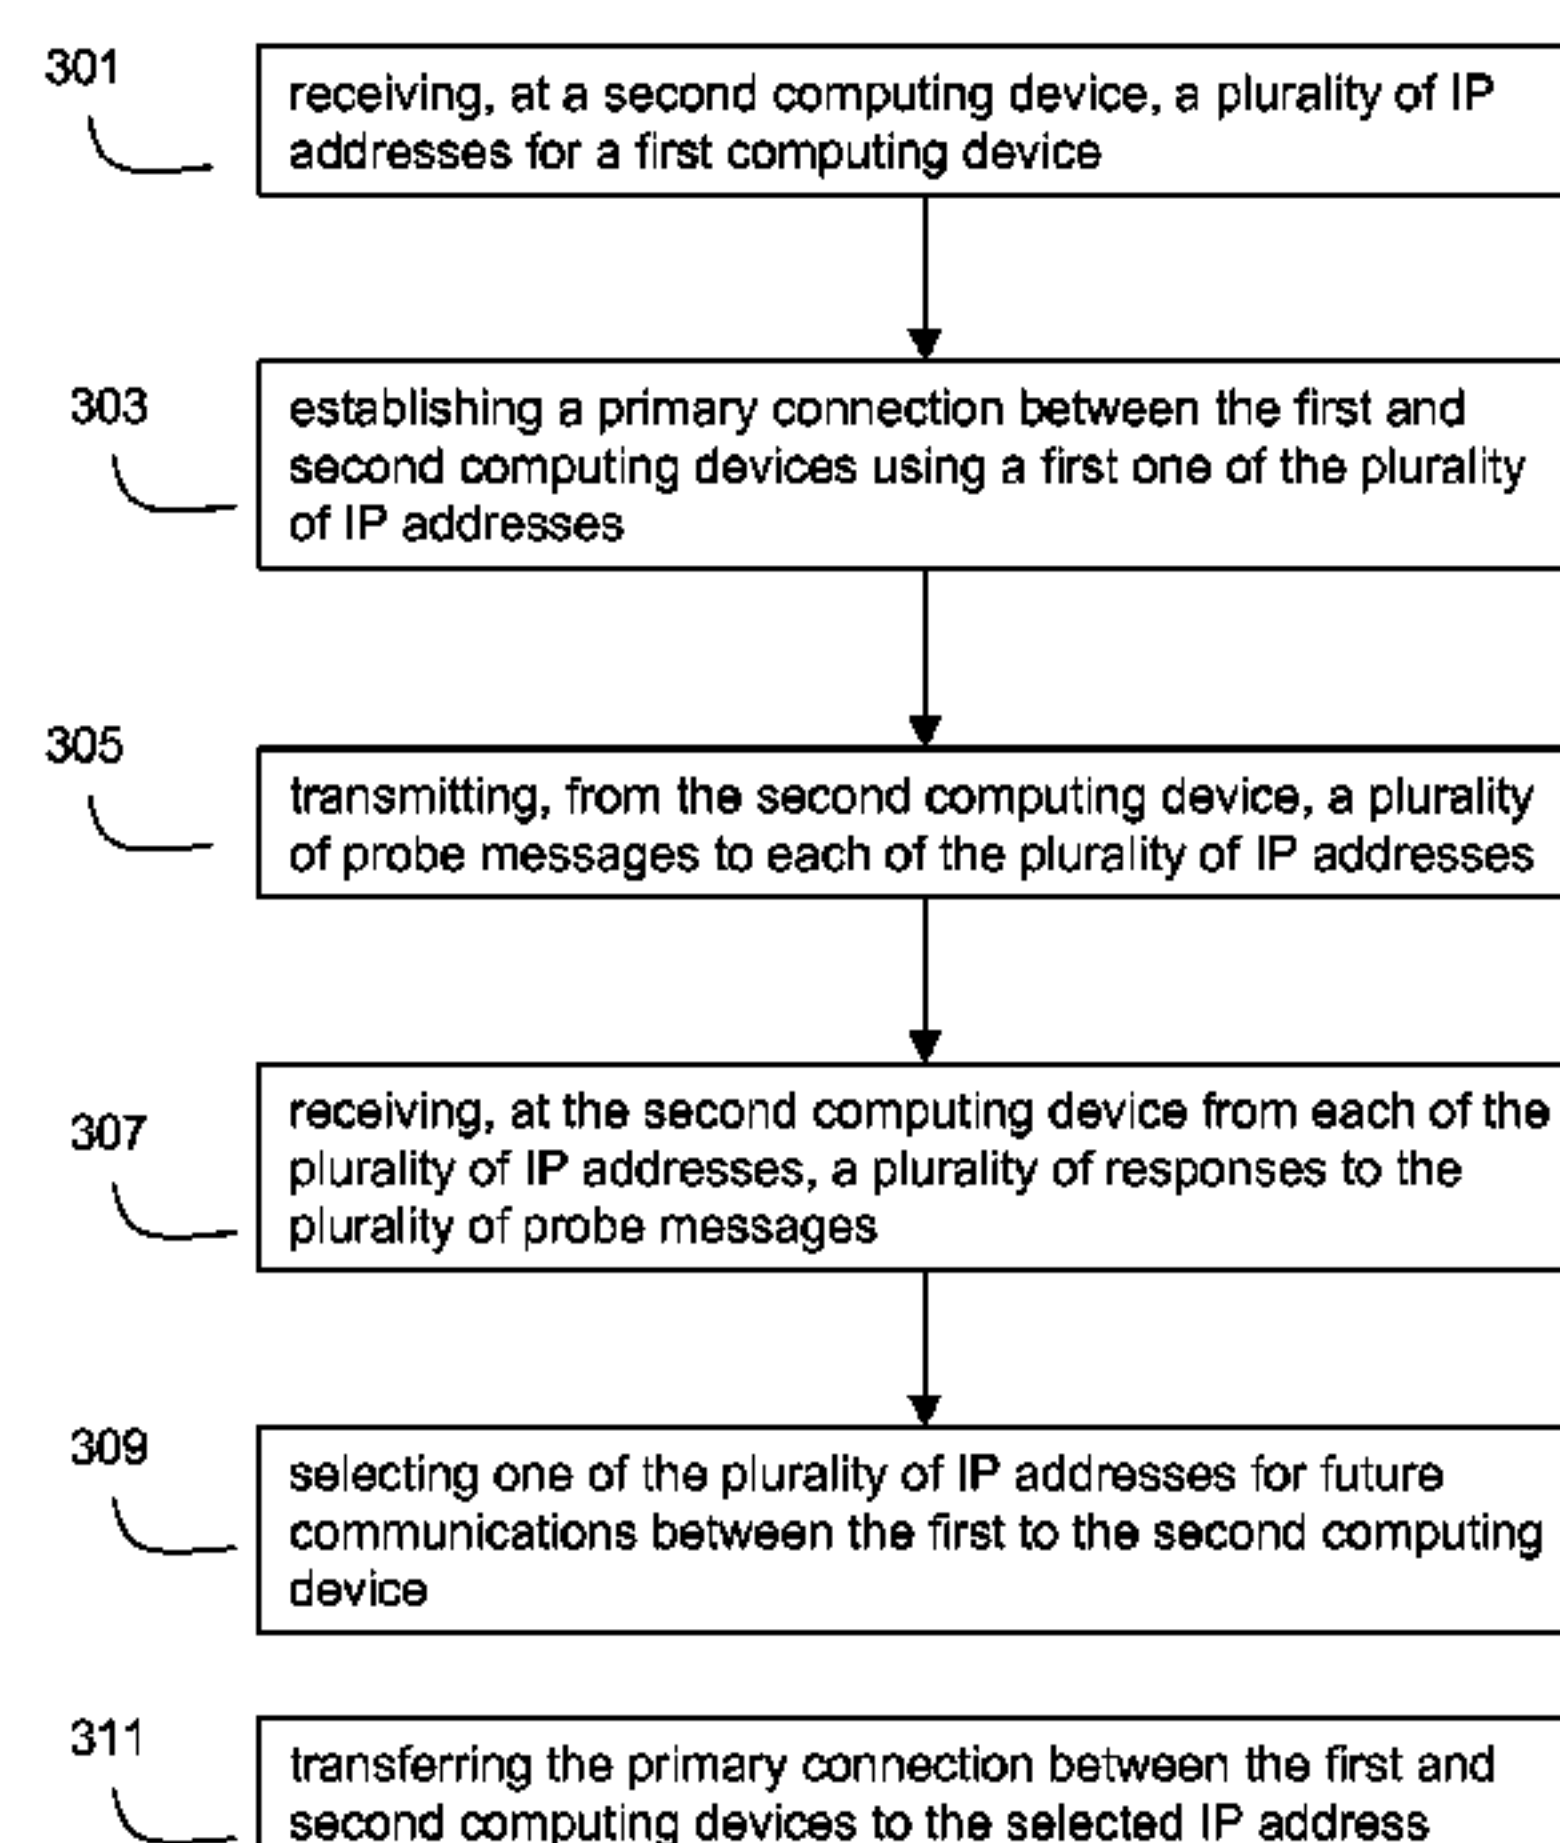 301
receiving, at a second computing device, a plurality of IP
addresses for a first computing device
303
establishing a primary connection between the first and
second computing devices using a first one of the plurality
of IP addresses
305
transmitting, from the second computing device, a plurality
of probe messages to each of the plurality of IP addresses
307
receiving, at the second computing device from each of the
plurality of IP addresses, a plurality of responses to the
plurality of probe messages
309
selecting one of the plurality of IP addresses for future
communications between the first to the second computing
device
311
transferring the primary connection between the first and
second computing devices to the selected IP address